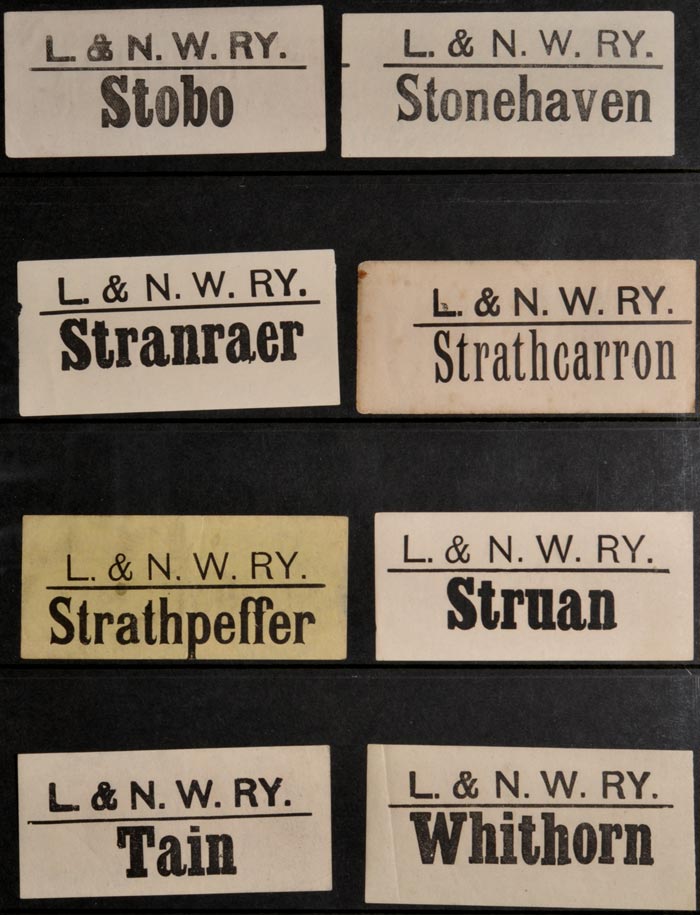 L. & N. W. RY.
Stobo
L. & N. W. RY.
Stonehaven
L. & N. W. RY.
Stranraer
L. & N. W. RY.
Strathcarron
L. & N. W. RY.
Strathpeffer
L. & N. W. RY.
Struan
L. & N. W. RY.
Tain
L. & N. W. RY.
Whithorn